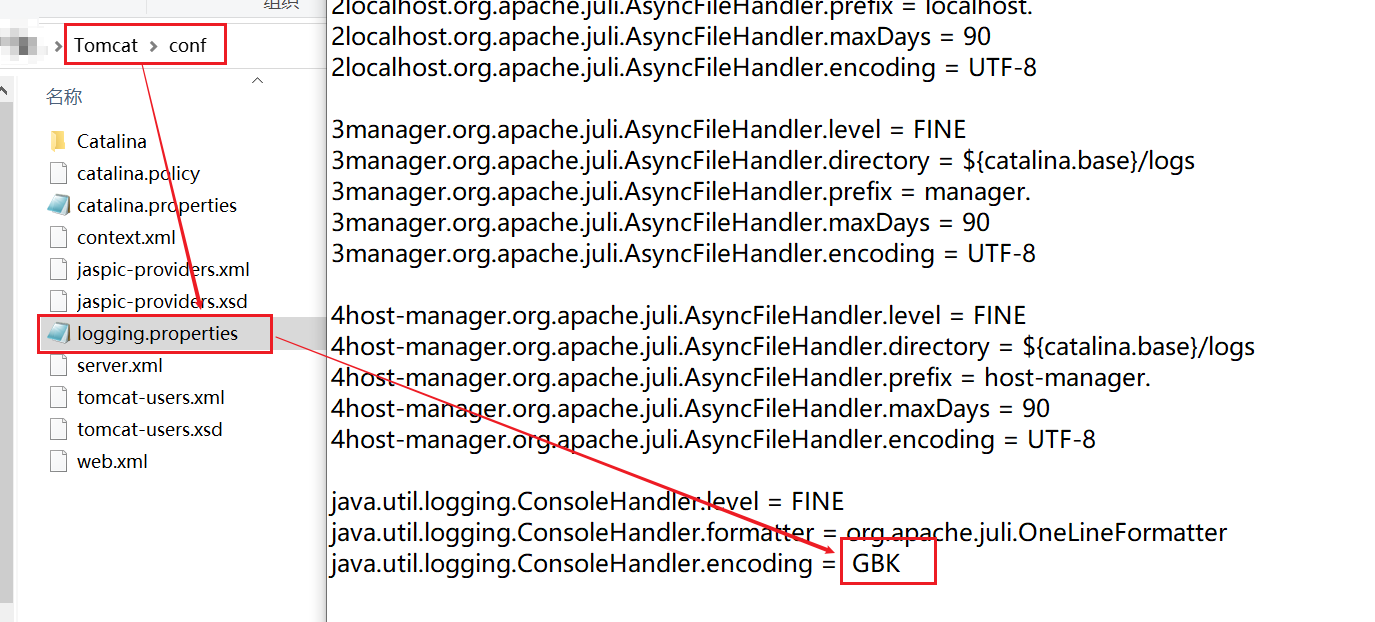 组织
Tomcat > conf
名称
Catalina
catalina.policy
catalina.properties
context.xml
jaspic-providers.xml
jaspic-providers.xsd
logging.properties
server.xml
tomcat-users.xml
tomcat-users.xsd
web.xml
2localhost.org.apache.juli.AsyncFileHandler.prefix = localhost.
2localhost.org.apache.juli.AsyncFileHandler.maxDays = 90
2localhost.org.apache.juli.AsyncFileHandler.encoding = UTF-8
3manager.org.apache.juli.AsyncFileHandler.level = FINE
3manager.org.apache.juli.AsyncFileHandler.directory = ${catalina.base}/logs
3manager.org.apache.juli.AsyncFileHandler.prefix = manager.
3manager.org.apache.juli.AsyncFileHandler.maxDays = 90
3manager.org.apache.juli.AsyncFileHandler.encoding = UTF-8
4host-manager.org.apache.juli.AsyncFileHandler.level = FINE
4host-manager.org.apache.juli.AsyncFileHandler.directory = ${catalina.base}/logs
4host-manager.org.apache.juli.AsyncFileHandler.prefix = host-manager.
4host-manager.org.apache.juli.AsyncFileHandler.maxDays = 90
4host-manager.org.apache.juli.AsyncFileHandler.encoding = UTF-8
java.util.logging.ConsoleHandler.level = FINE
java.util.logging.ConsoleHandler.formatter = org.apache.juli.OneLineFormatter
java.util.logging.ConsoleHandler.encoding = GBK